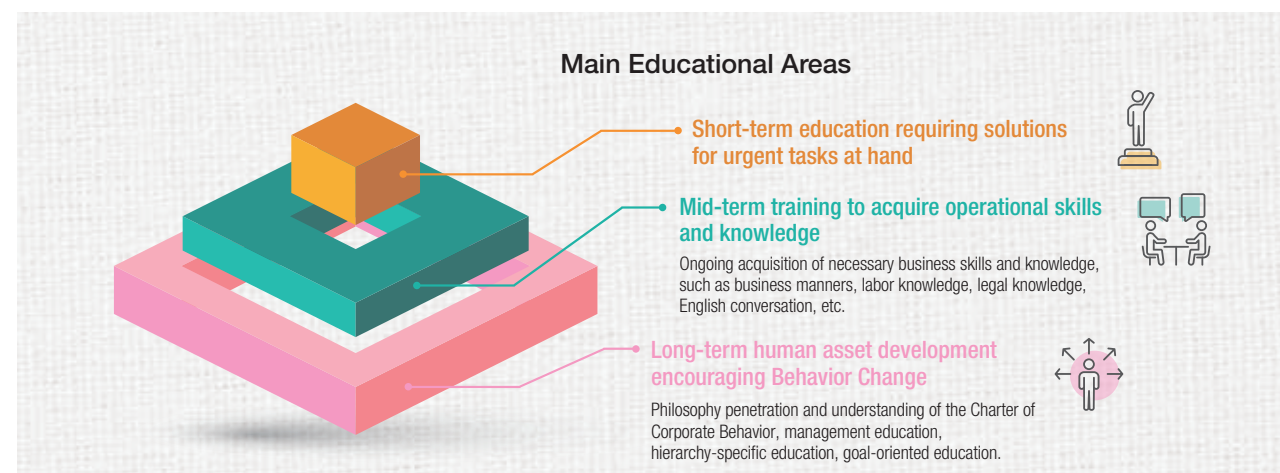 Main Educational Areas
Short-term education requiring solutions
for urgent tasks at hand
Mid-term training to acquire operational skills
and knowledge
Ongoing acquisition of necessary business skills and knowledge,
such as business manners, labor knowledge, legal knowledge,
English conversation, etc.
Long-term human asset development
encouraging Behavior Change
Philosophy penetration and understanding of the Charter of
Corporate Behavior, management education,
hierarchy-specific education, goal-oriented education.